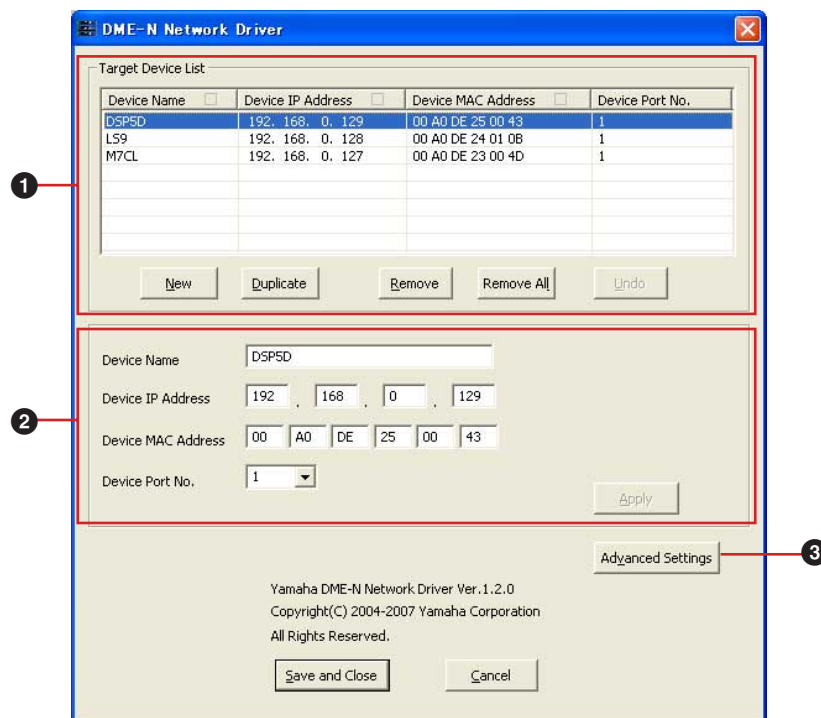 DME-N Network Driver
Target Device List
Device Name Device IP Address Device MAC Address Device Port No.
DSP5D 192. 168. 0. 129 00 A0 DE 25 00 43 1
LS9 192. 168. 0. 128 00 A0 DE 24 01 0B 1
M7CL 192. 168. 0. 127 00 A0 DE 23 00 4D 1
1
New Duplicate Remove Remove All Undo
Device Name DSP5D
Device IP Address 192 . 168 . 0 . 129
2
Device MAC Address 00 A0 DE 25 00 43
Device Port No. 1
Apply
Advanced Settings 3
Yamaha DME-N Network Driver Ver.1.2.0
Copyright(C) 2004-2007 Yamaha Corporation
All Rights Reserved.
Save and Close Cancel